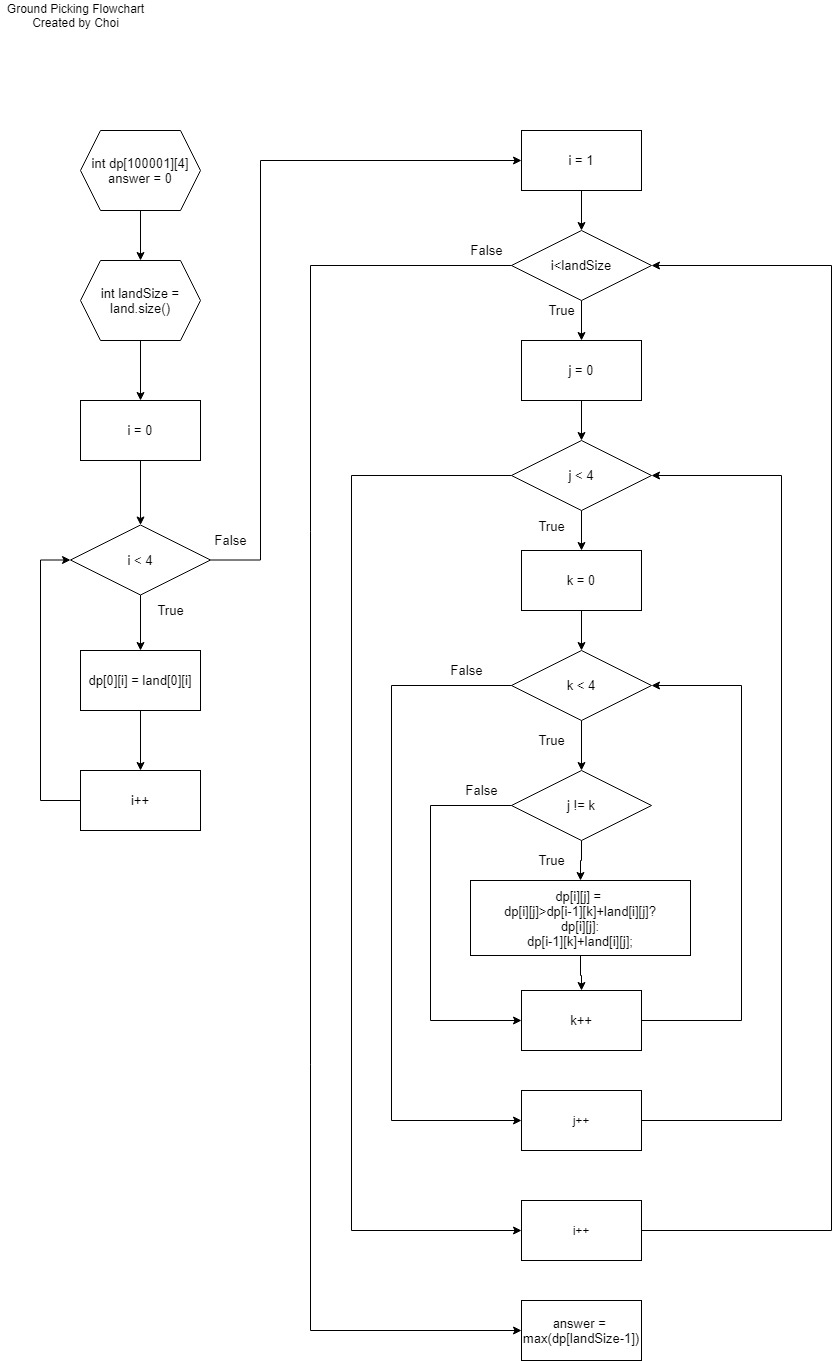 Ground Picking Flowchart
Created by Choi
int dp[100001][4]
answer = 0
int landSize =
land.size()
i = 0
i < 4
False
True
dp[0][i] = land[0][i]
i++
i = 1
i<landSize
False
True
j = 0
j < 4
True
k = 0
k < 4
False
True
j != k
False
True
dp[i][j] =
dp[i][j]>dp[i-1][k]+land[i][j]?
dp[i][j]:
dp[i-1][k]+land[i][j];
k++
j++
i++
answer =
max(dp[landSize-1])